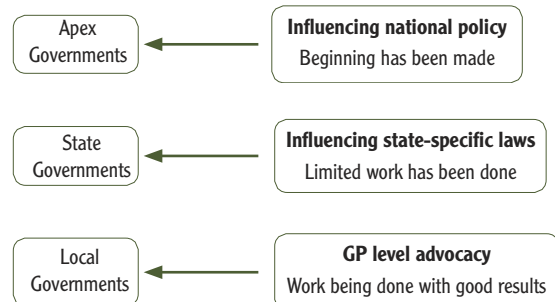 Apex
Governments
Influencing national policy
Beginning has been made
State
Governments
Influencing state-specific laws
Limited work has been done
Local
Governments
GP level advocacy
Work being done with good results